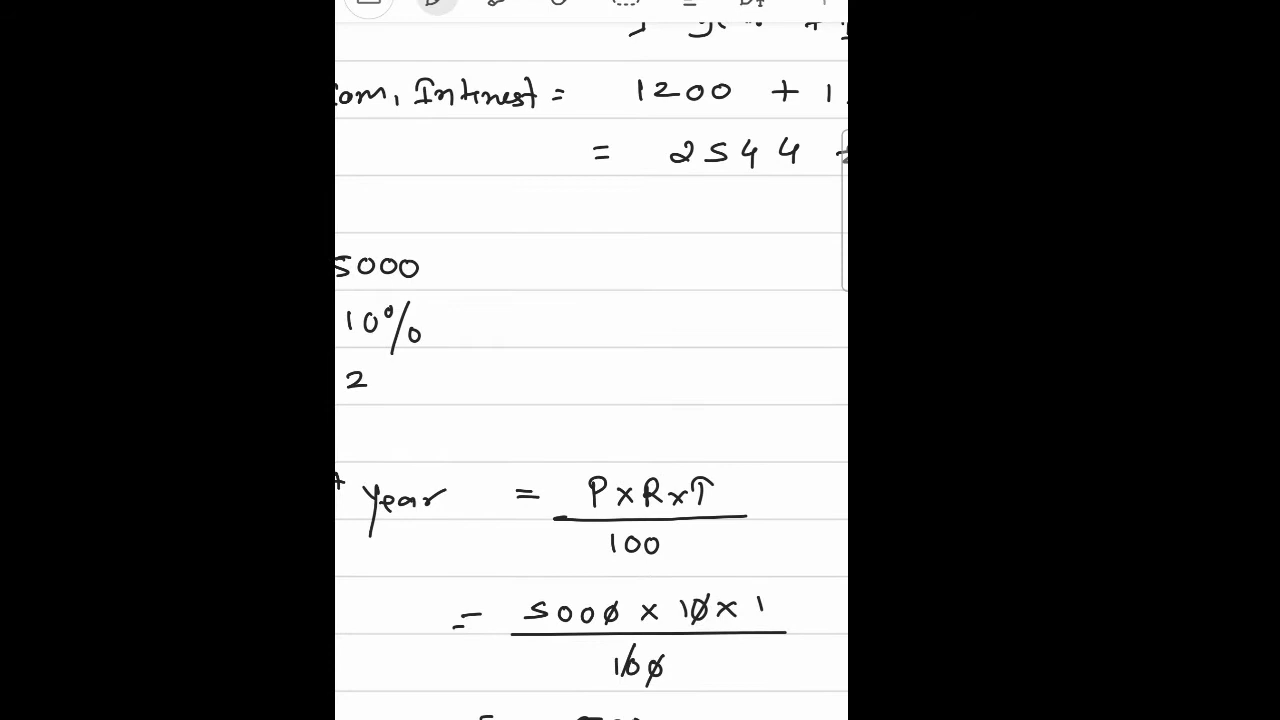 Com. Interest = 1200 + 1
= 2544
5000
10%
2
year = P x R x T
100
= 5000 x 10 x 1
100